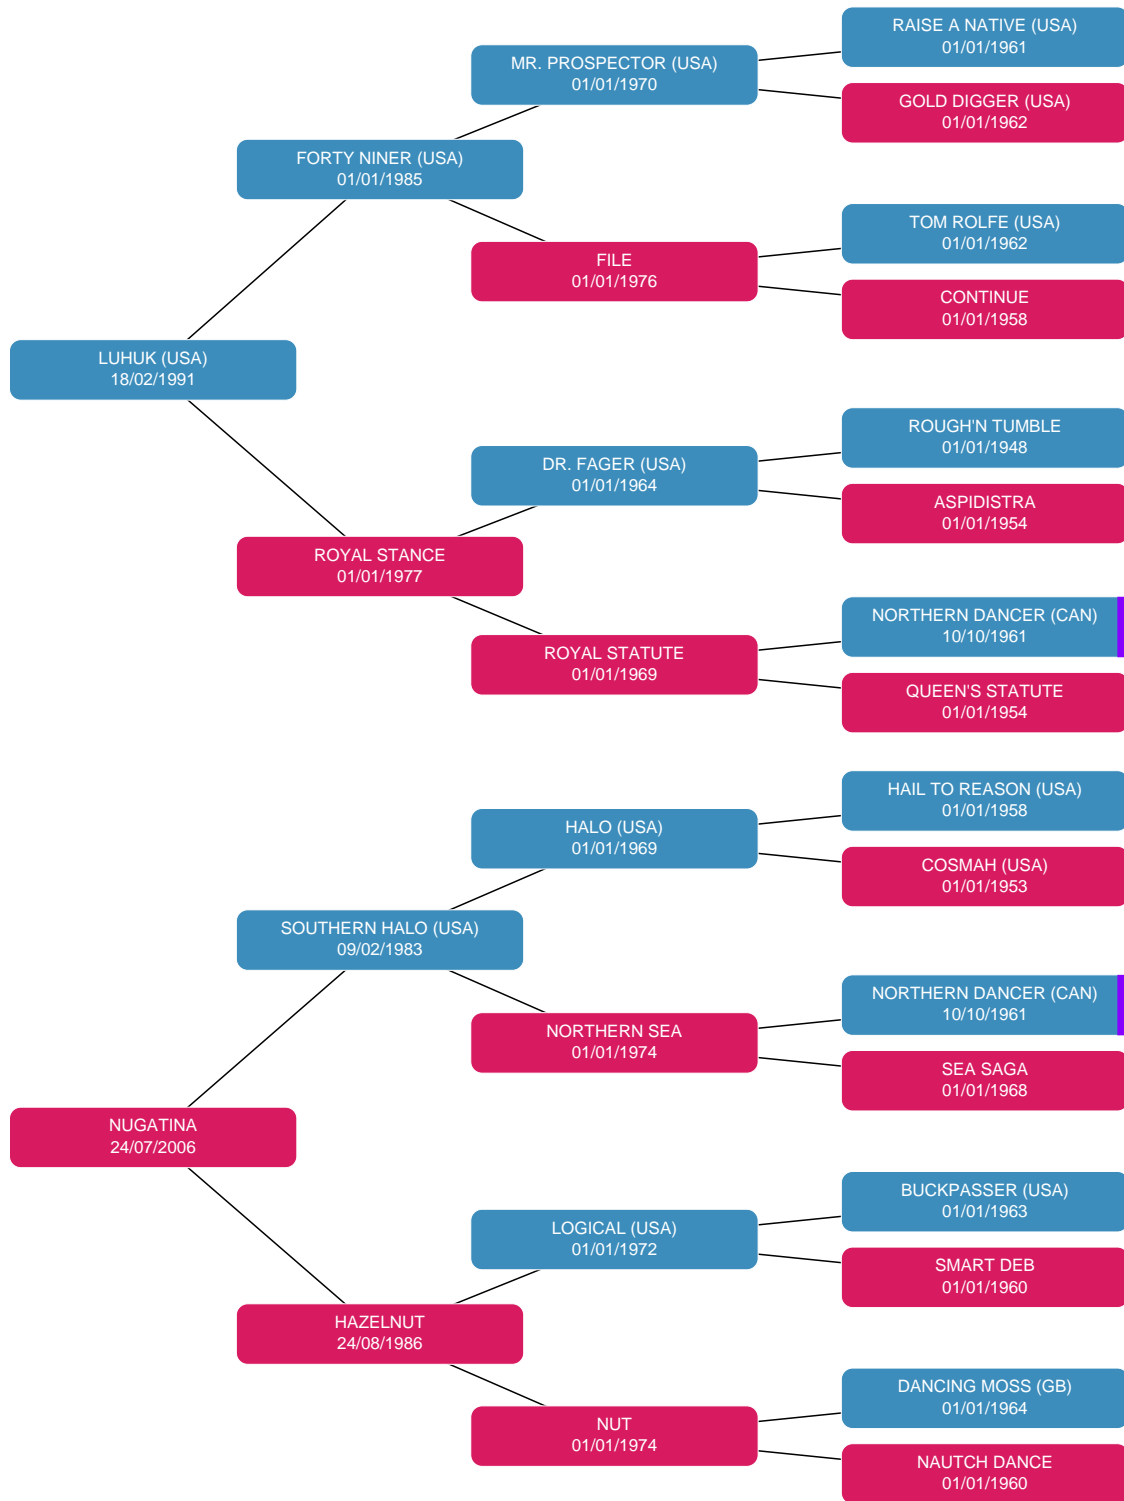 RAISE A NATIVE (USA)
01/01/1961
MR. PROSPECTOR (USA)
01/01/1970
GOLD DIGGER (USA)
01/01/1962
FORTY NINER (USA)
01/01/1985
TOM ROLFE (USA)
01/01/1962
FILE
01/01/1976
CONTINUE
01/01/1958
LUHUK (USA)
18/02/1991
ROUGH'N TUMBLE
01/01/1948
DR. FAGER (USA)
01/01/1964
ASPIDISTRA
01/01/1954
ROYAL STANCE
01/01/1977
NORTHERN DANCER (CAN)
10/10/1961
ROYAL STATUTE
01/01/1969
QUEEN'S STATUTE
01/01/1954
HAIL TO REASON (USA)
01/01/1958
HALO (USA)
01/01/1969
COSMAH (USA)
01/01/1953
SOUTHERN HALO (USA)
09/02/1983
NORTHERN DANCER (CAN)
10/10/1961
NORTHERN SEA
01/01/1974
SEA SAGA
01/01/1968
NUGATINA
24/07/2006
BUCKPASSER (USA)
01/01/1963
LOGICAL (USA)
01/01/1972
SMART DEB
01/01/1960
HAZELNUT
24/08/1986
DANCING MOSS (GB)
01/01/1964
NUT
01/01/1974
NAUTCH DANCE
01/01/1960